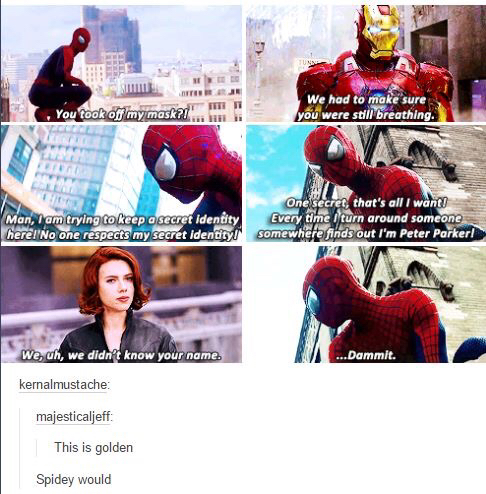 You took off my mask?!
We had to make sure
you were still breathing.
Man, I am trying to keep a secret identity
here! No one respects my secret identity!
One secret, that's all I want!
Every time I turn around someone
somewhere finds out I'm Peter Parker!
We, uh, we didn't know your name.
...Dammit.
kernalmustache:
majesticaljeff:
This is golden
Spidey would